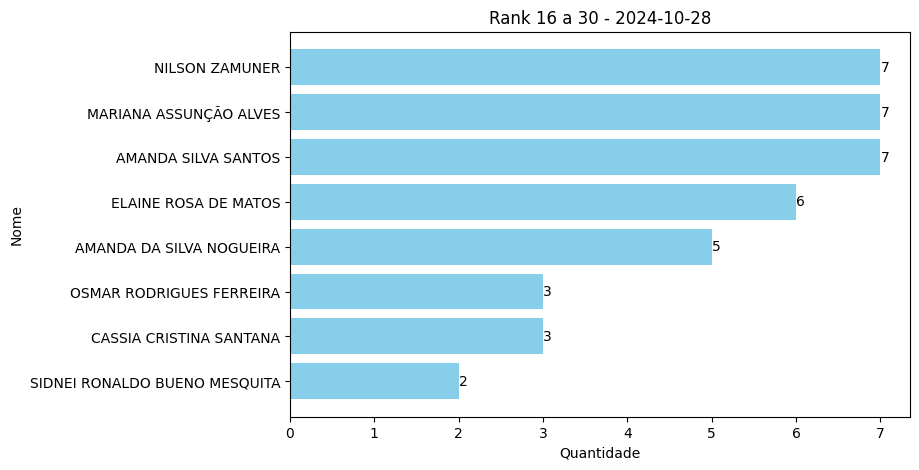 Rank 16 a 30 - 2024-10-28
Nome
NILSON ZAMUNER 7
MARIANA ASSUNÇÃO ALVES 7
AMANDA SILVA SANTOS 7
ELAINE ROSA DE MATOS 6
AMANDA DA SILVA NOGUEIRA 5
OSMAR RODRIGUES FERREIRA 3
CASSIA CRISTINA SANTANA 3
SIDNEI RONALDO BUENO MESQUITA 2
0 1 2 3 4 5 6 7
Quantidade